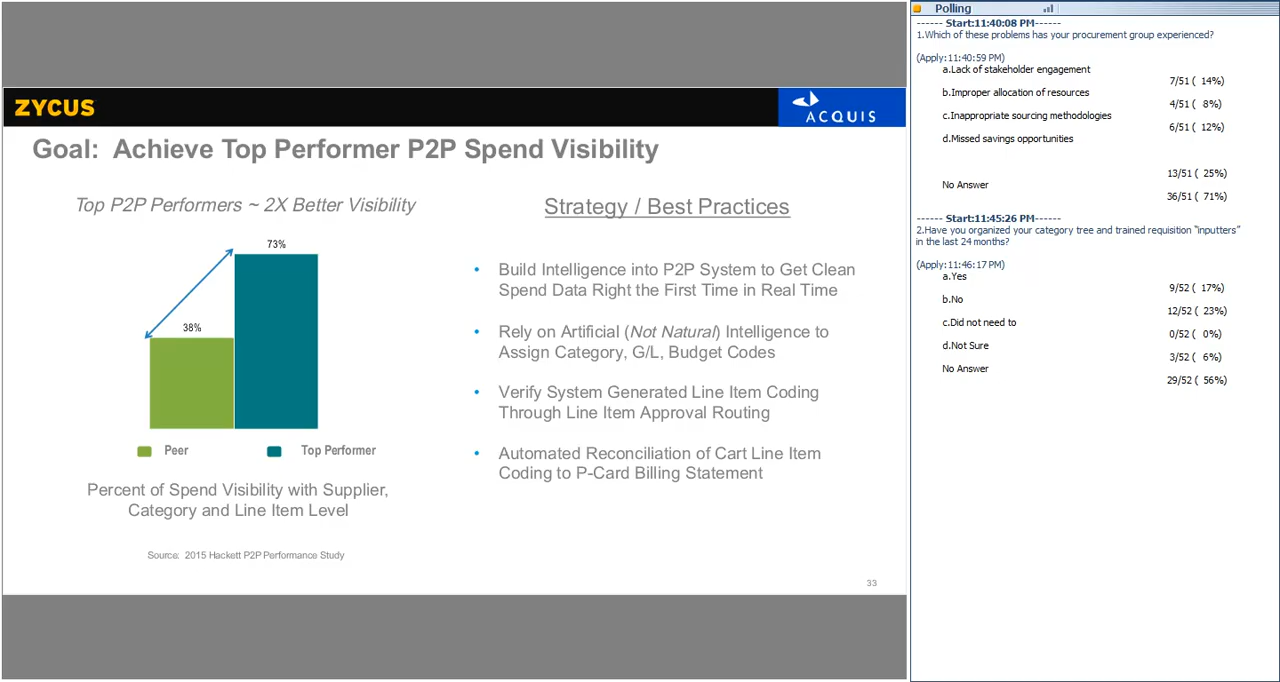 ZYCUS
ACQUIS
Goal: Achieve Top Performer P2P Spend Visibility
Top P2P Performers ~ 2X Better Visibility
73%
38%
Peer
Top Performer
Percent of Spend Visibility with Supplier,
Category and Line Item Level
Source: 2015 Hackett P2P Performance Study
Strategy / Best Practices
• Build Intelligence into P2P System to Get Clean
Spend Data Right the First Time in Real Time
• Rely on Artificial (Not Natural) Intelligence to
Assign Category, G/L, Budget Codes
• Verify System Generated Line Item Coding
Through Line Item Approval Routing
• Automated Reconciliation of Cart Line Item
Coding to P-Card Billing Statement
33
Polling
------ Start:11:40:08 PM------
1.Which of these problems has your procurement group experienced?
(Apply:11:40:59 PM)
a.Lack of stakeholder engagement
7/51 ( 14%)
b.Improper allocation of resources
4/51 ( 8%)
c.Inappropriate sourcing methodologies
6/51 ( 12%)
d.Missed savings opportunities
13/51 ( 25%)
No Answer
36/51 ( 71%)
------ Start:11:45:26 PM------
2.Have you organized your category tree and trained requisition “inputters”
in the last 24 months?
(Apply:11:46:17 PM)
a.Yes
9/52 ( 17%)
b.No
12/52 ( 23%)
c.Did not need to
0/52 ( 0%)
d.Not Sure
3/52 ( 6%)
No Answer
29/52 ( 56%)